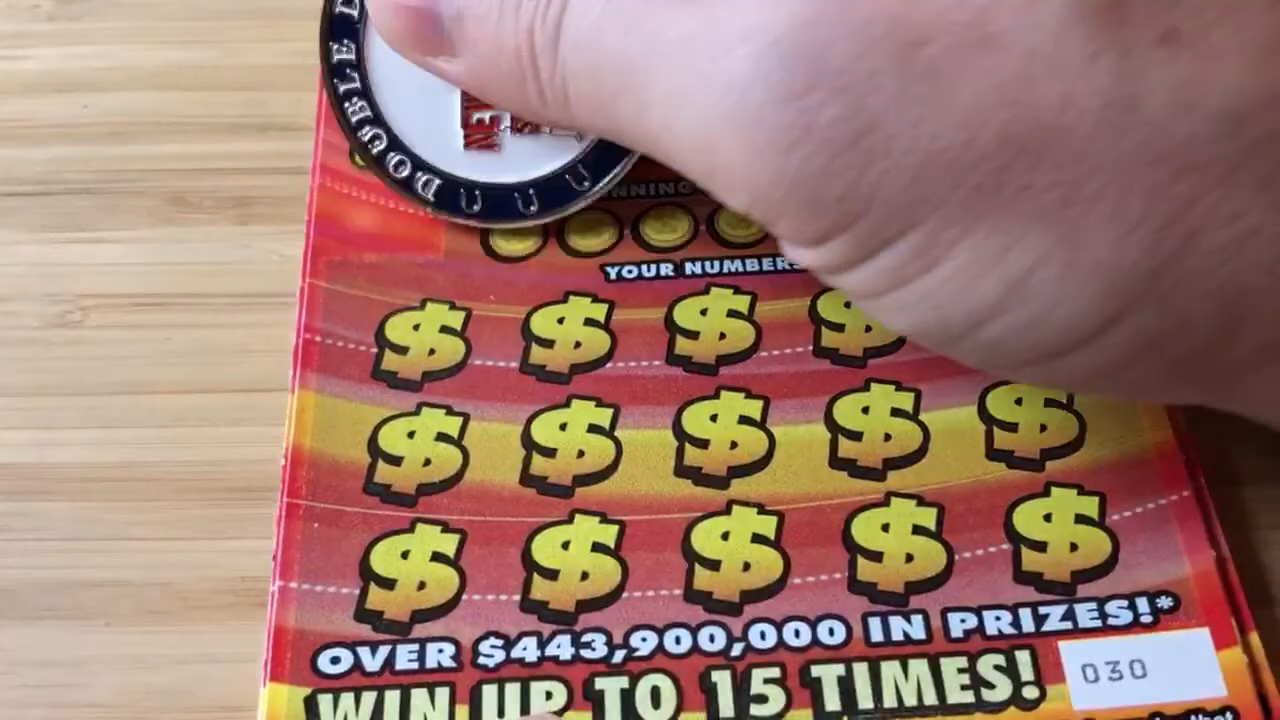 DOUBLE D
YOUR NUMBERS
$ $ $ $
$ $ $ $ $
$ $ $ $ $
OVER $443,900,000 IN PRIZES!*
WIN UP TO 15 TIMES!
030